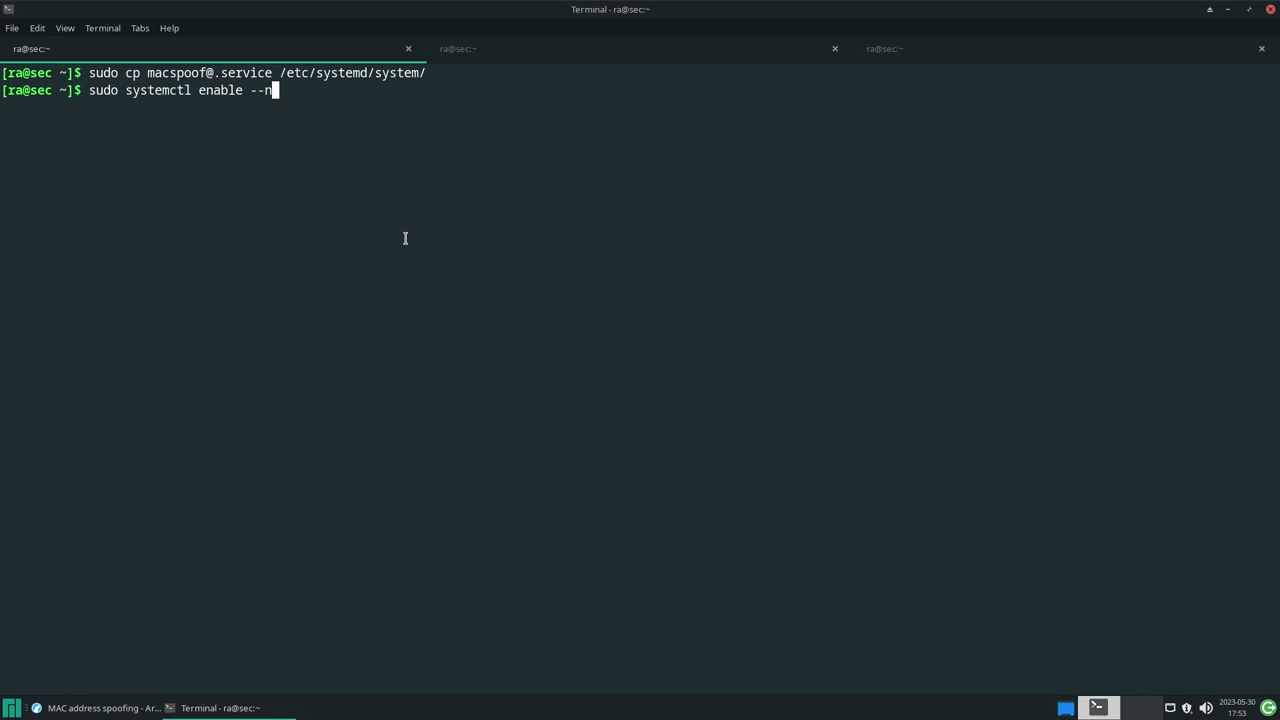 Terminal - ra@sec:~
File Edit View Terminal Tabs Help
ra@sec:~ ra@sec:~ ra@sec:~
[ra@sec ~]$ sudo cp macspoof@.service /etc/systemd/system/
[ra@sec ~]$ sudo systemctl enable --n
MAC address spoofing - Ar... Terminal - ra@sec:~ 2023-05-30
17:53